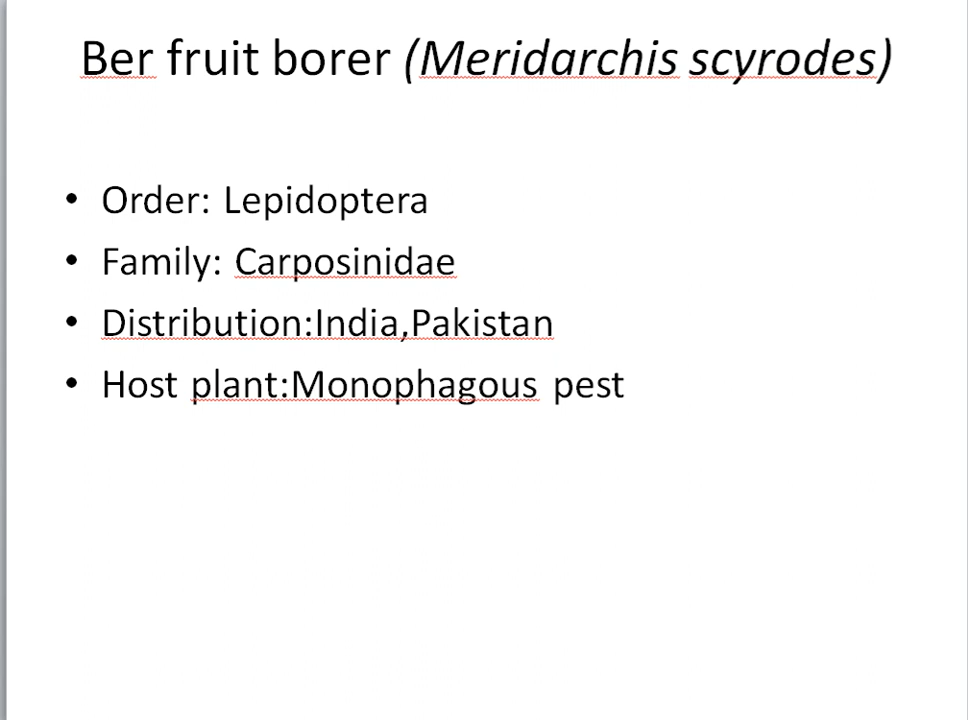 Ber fruit borer (Meridarchis scyrodes)
• Order: Lepidoptera
• Family: Carposinidae
• Distribution:India,Pakistan
• Host plant:Monophagous pest